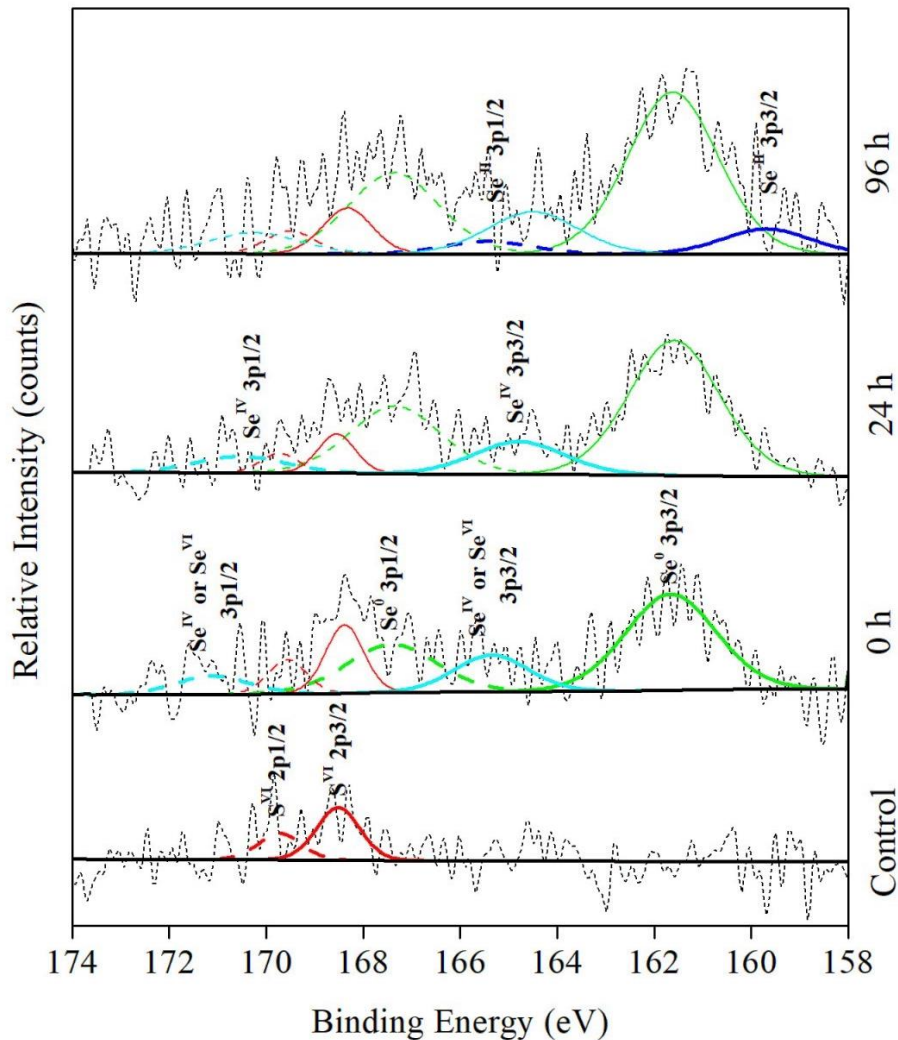 Relative Intensity (counts)
Se-II 3p1/2
Se-II 3p3/2
96 h
SeIV 3p1/2
SeIV 3p3/2
24 h
SeIV or SeVI
3p1/2
Se0 3p1/2
SeIV or SeVI
3p3/2
Se0 3p3/2
0 h
SVI 2p1/2
SVI 2p3/2
Control
174 172 170 168 166 164 162 160 158
Binding Energy (eV)